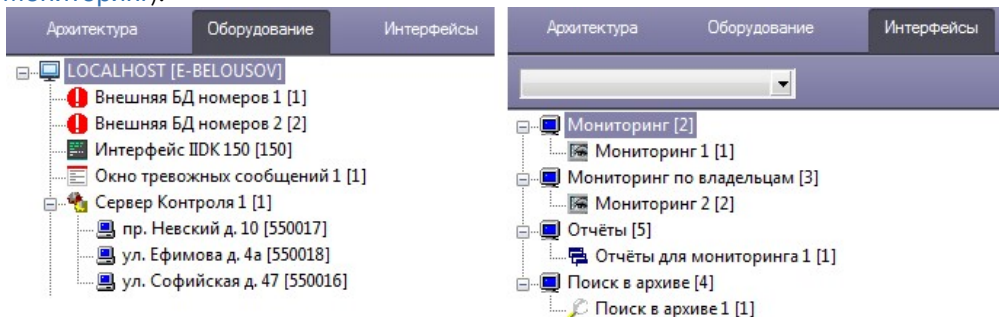 мониторинг).
Архитектура Оборудование Интерфейсы
LOCALHOST [E-BELOUSOV]
Внешняя БД номеров 1 [1]
Внешняя БД номеров 2 [2]
Интерфейс IIDK 150 [150]
Окно тревожных сообщений 1 [1]
Сервер Контроля 1 [1]
пр. Невский д. 10 [550017]
ул. Ефимова д. 4а [550018]
ул. Софийская д. 47 [550016]
Архитектура Оборудование Интерфейсы
Мониторинг [2]
Мониторинг 1 [1]
Мониторинг по владельцам [3]
Мониторинг 2 [2]
Отчёты [5]
Отчёты для мониторинга 1 [1]
Поиск в архиве [4]
Поиск в архиве 1 [1]